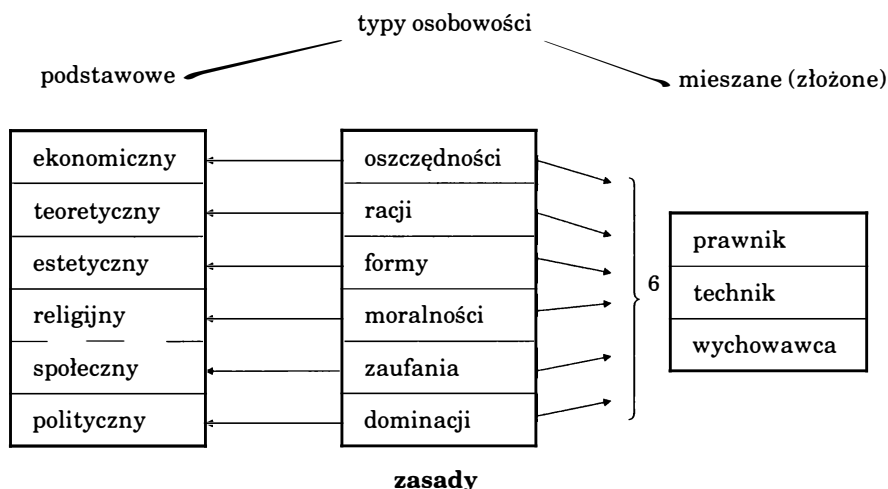 typy osobowości
podstawowe
mieszane (złożone)
ekonomiczny
oszczędności
teoretyczny
racji
estetyczny
formy
religijny
moralności
społeczny
zaufania
polityczny
dominacji
6
prawnik
technik
wychowawca
zasady